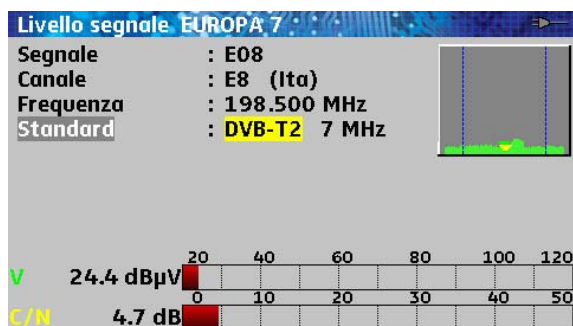 Livello segnale EUROPA 7
Segnale : E08
Canale : E8 (Ita)
Frequenza : 198.500 MHz
Standard : DVB-T2 7 MHz
20 40 60 80 100 120
V 24.4 dBµV
0 10 20 30 40 50
C/N 4.7 dB